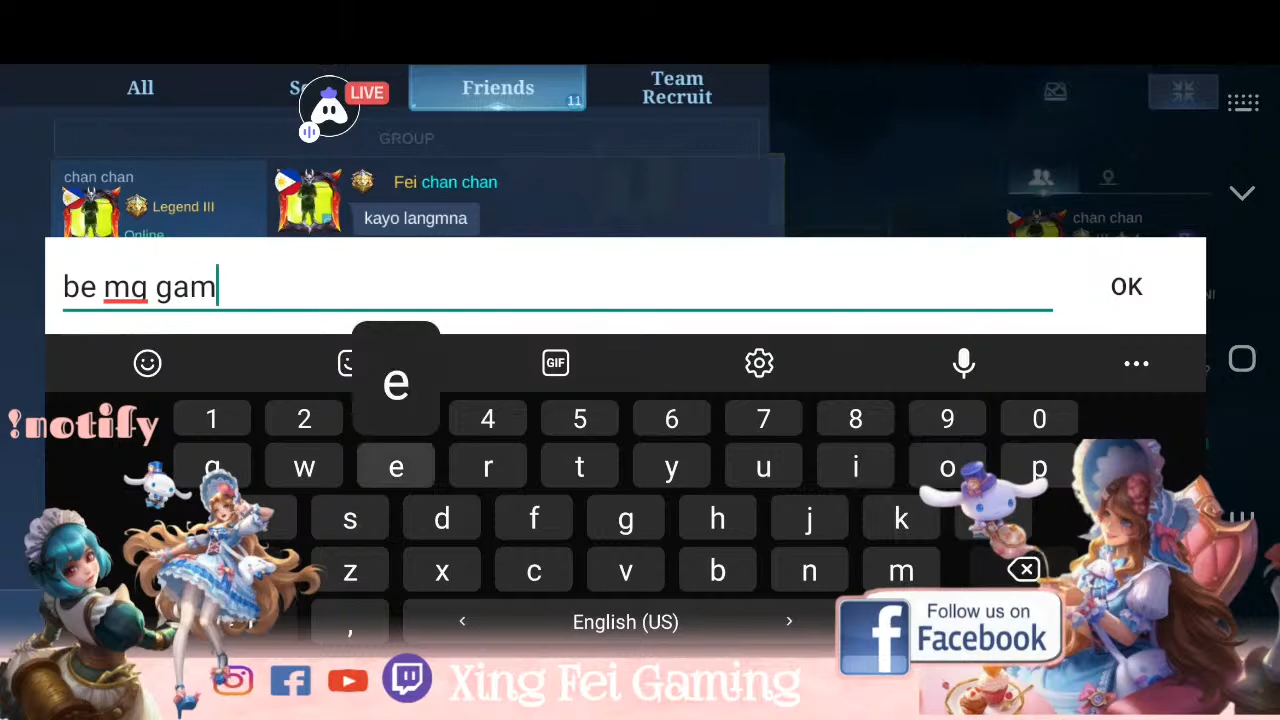 All
Friends
11
Team
Recruit
LIVE
GROUP
chan chan
Legend III
Online
Fei chan chan
kayo langmna
chan chan
be mq gam
OK
GIF
e
!notify
1 2 4 5 6 7 8 9 0
q w e r t y u i o p
s d f g h j k
z x c v b n m
, < English (US) >
Follow us on
Facebook
Xing Fei Gaming